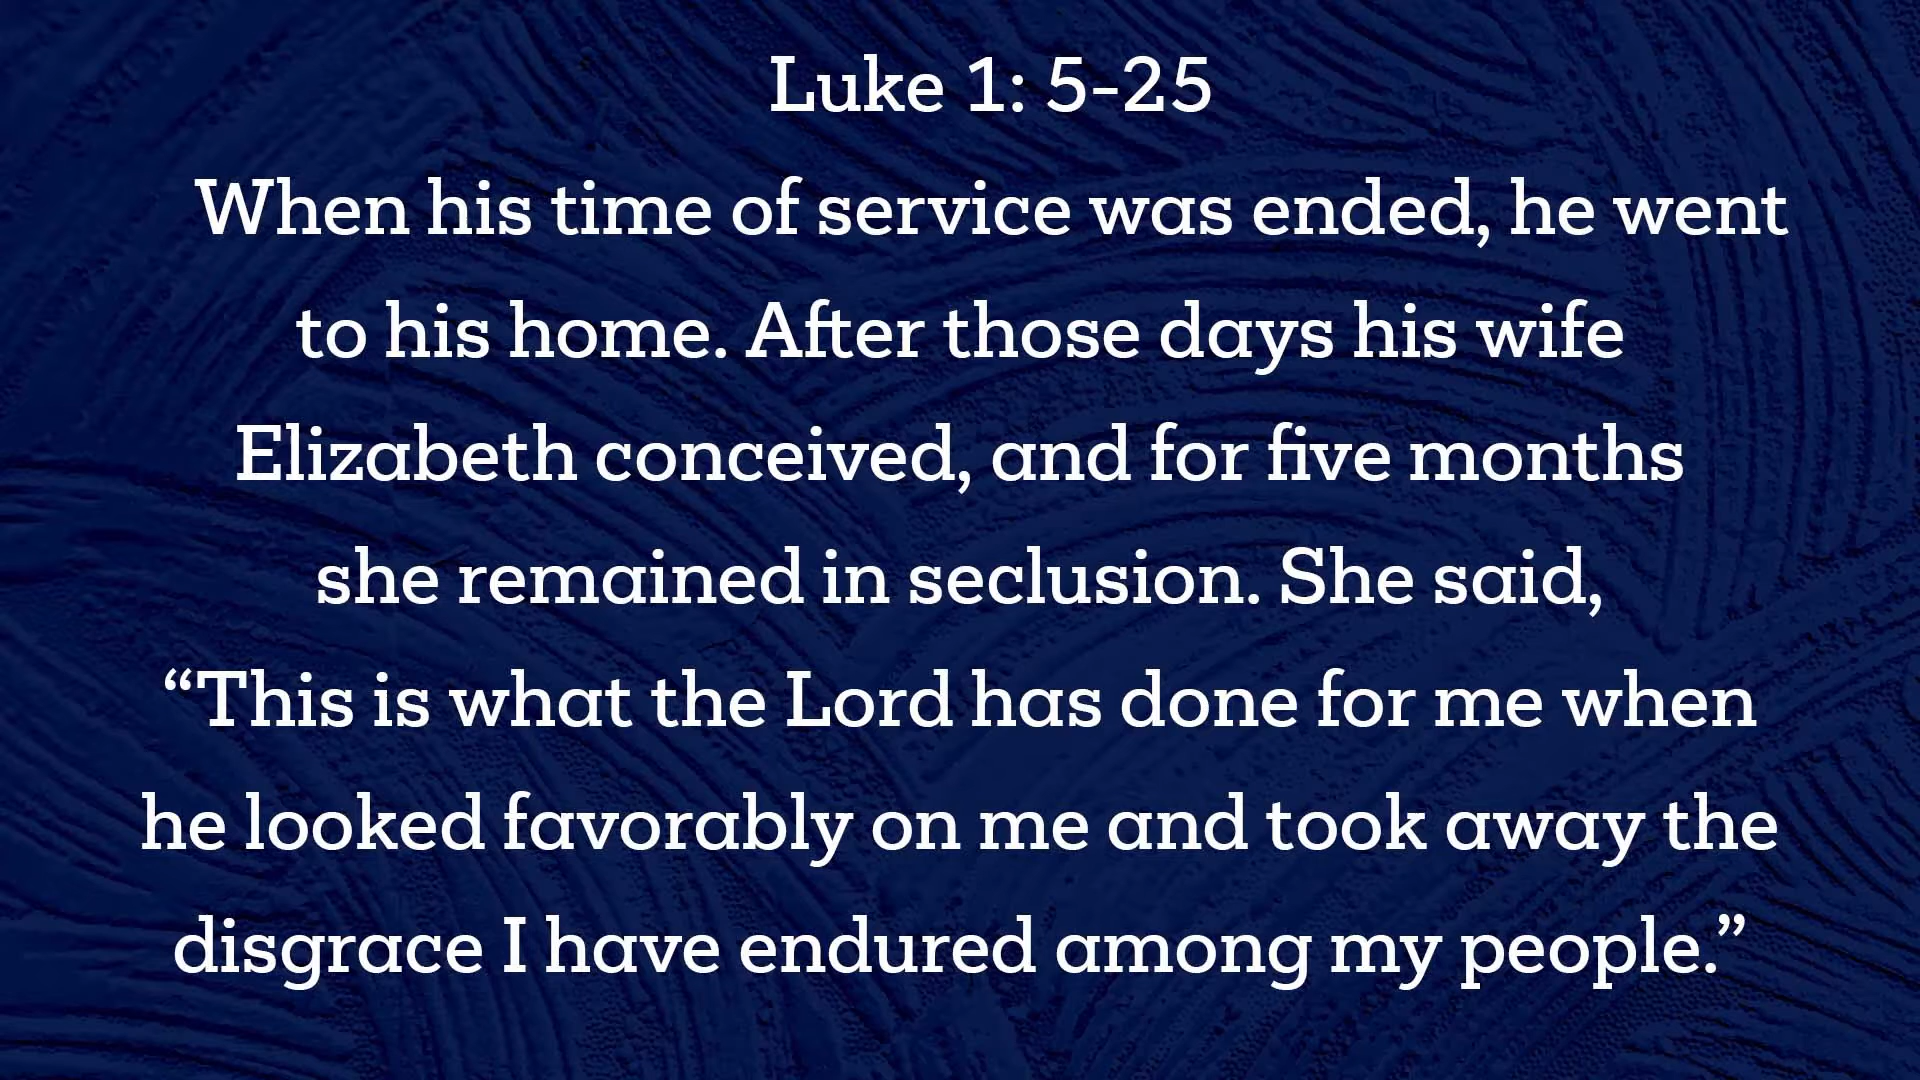 Luke 1: 5-25
When his time of service was ended, he went
to his home. After those days his wife
Elizabeth conceived, and for five months
she remained in seclusion. She said,
“This is what the Lord has done for me when
he looked favorably on me and took away the
disgrace I have endured among my people.”